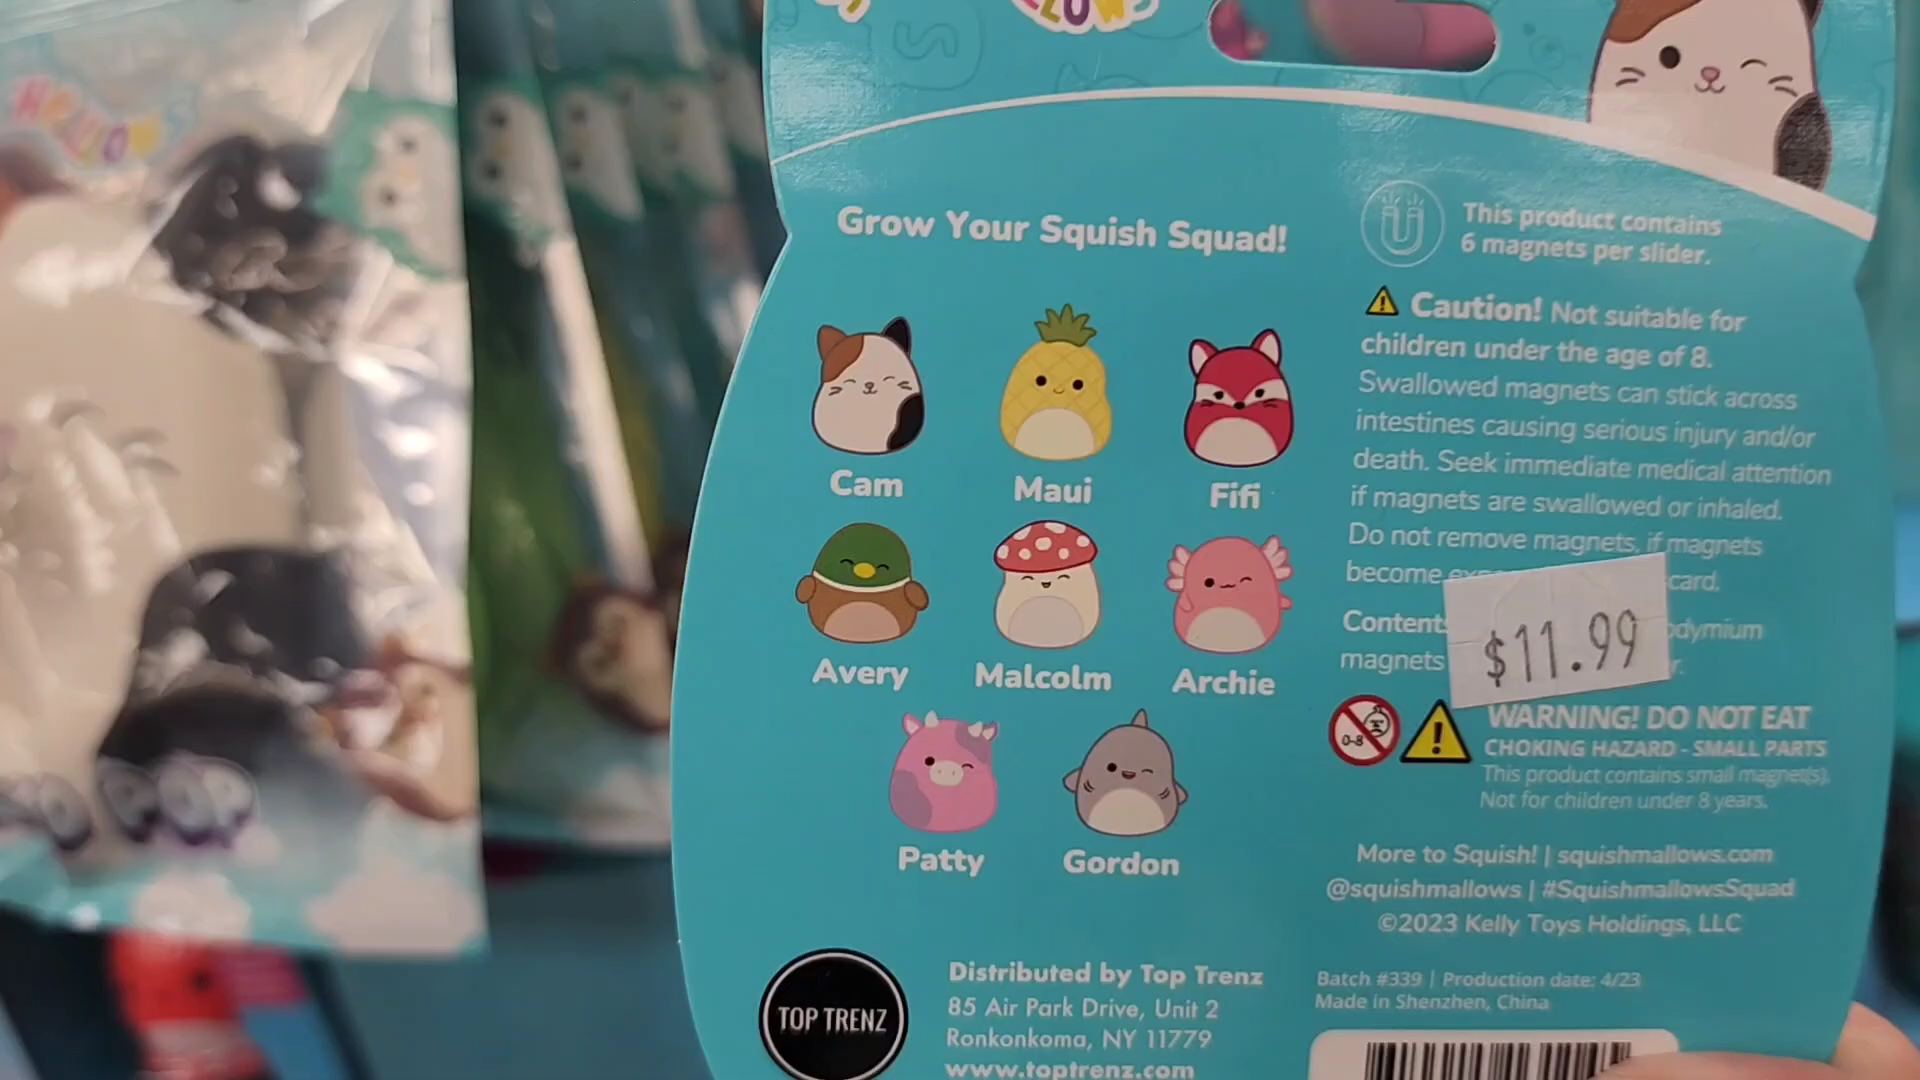 Grow Your Squish Squad!
Cam
Maui
Fifi
Avery
Malcolm
Archie
Patty
Gordon
This product contains
6 magnets per slider.
Caution! Not suitable for
children under the age of 8.
Swallowed magnets can stick across
intestines causing serious injury and/or
death. Seek immediate medical attention
if magnets are swallowed or inhaled.
Do not remove magnets, if magnets
become
$11.99
magnets
0-8
WARNING! DO NOT EAT
CHOKING HAZARD - SMALL PARTS
This product contains small magnet(s).
Not for children under 8 years.
More to Squish! | squishmallows.com
@squishmallows | #SquishmallowsSquad
©2023 Kelly Toys Holdings, LLC
TOP TRENZ
Distributed by Top Trenz
85 Air Park Drive, Unit 2
Ronkonkoma, NY 11779
www.toptrenz.com
Batch #339 | Production date: 4/23
Made in Shenzhen, China